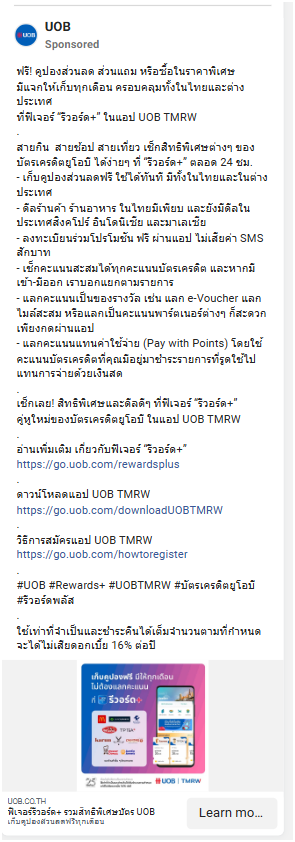 UOB
Sponsored
ฟรี! คูปองส่วนลด ส่วนแถม หรือซื้อในราคาพิเศษ
มีแจกให้เก็บทุกเดือน ครอบคลุมทั้งในไทยและต่าง
ประเทศ
ที่ฟีเจอร์ “รีวอร์ด+” ในแอป UOB TMRW
.
สายกิน สายช้อป สายเที่ยว เช็กสิทธิพิเศษต่างๆ ของ
บัตรเครดิตยูโอบี ได้ง่ายๆ ที่ “รีวอร์ด+” ตลอด 24 ชม.
- เก็บคูปองส่วนลดฟรี ใช้ได้ทันที มีทั้งในไทยและในต่าง
ประเทศ
- ดีลร้านค้า ร้านอาหาร ในไทยมีเพียบ และยังมีดีลใน
ประเทศสิงคโปร์ อินโดนีเซีย และมาเลเซีย
- ลงทะเบียนร่วมโปรโมชัน ฟรี ผ่านแอป ไม่เสียค่า SMS
สักบาท
- เช็กคะแนนสะสมได้ทุกคะแนนบัตรเครดิต และหากมี
เข้า-มีออก เราบอกแยกตามรายการ
- แลกคะแนนเป็นของรางวัล เช่น แลก e-Voucher แลก
ไมล์สะสม หรือแลกเป็นคะแนนพาร์ตเนอร์ต่างๆ ก็สะดวก
เพียงกดผ่านแอป
- แลกคะแนนแทนค่าใช้จ่าย (Pay with Points) โดยใช้
คะแนนบัตรเครดิตที่คุณมีอยู่มาชำระรายการที่รูดใช้ไป
แทนการจ่ายด้วยเงินสด
.
เช็กเลย! สิทธิพิเศษและดีลดีๆ ที่ฟีเจอร์ “รีวอร์ด+”
คู่หูใหม่ของบัตรเครดิตยูโอบี ในแอป UOB TMRW
.
อ่านเพิ่มเติม เกี่ยวกับฟีเจอร์ “รีวอร์ด+”
https://go.uob.com/rewardsplus
.
ดาวน์โหลดแอป UOB TMRW
https://go.uob.com/downloadUOBTMRW
.
วิธีการสมัครแอป UOB TMRW
https://go.uob.com/howtoregister
.
#UOB #Rewards+ #UOBTMRW #บัตรเครดิตยูโอบี
#รีวอร์ดพลัส
.
ใช้เท่าที่จำเป็นและชำระคืนได้เต็มจำนวนตามที่กำหนด
จะได้ไม่เสียดอกเบี้ย 16% ต่อปี
เก็บคูปองฟรี มีให้ทุกเดือน
ไม่ต้องแลกคะแนน
ที่ รีวอร์ด+
UOB TMRW
UOB.CO.TH
ฟีเจอร์รีวอร์ด+ รวมสิทธิพิเศษบัตร UOB
เก็บคูปองส่วนลดฟรีทุกเดือน
Learn mo...